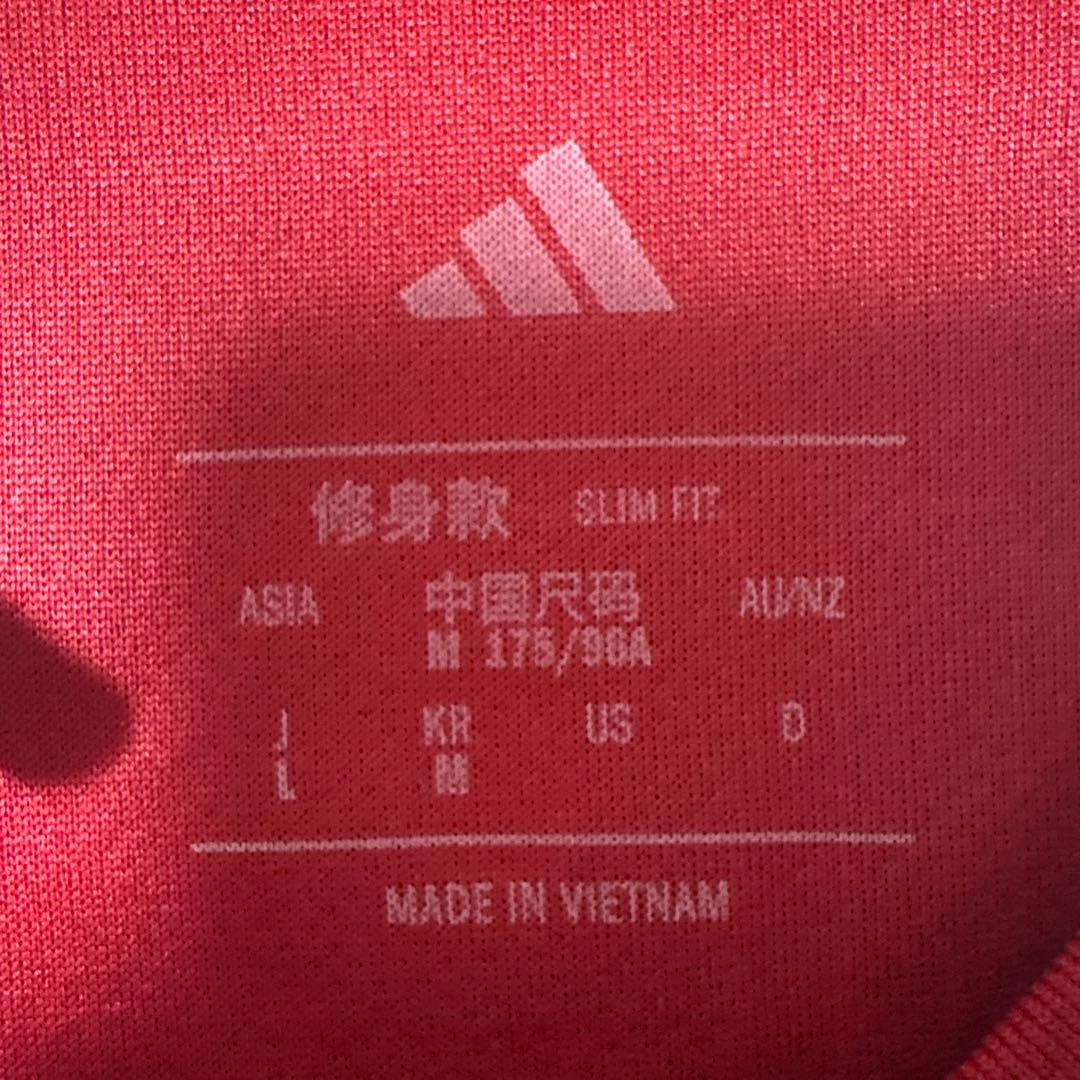 修身款 SLIM FIT
ASIA 中国尺码 AU/NZ
M 175/96A
J KR US D
L M
MADE IN VIETNAM